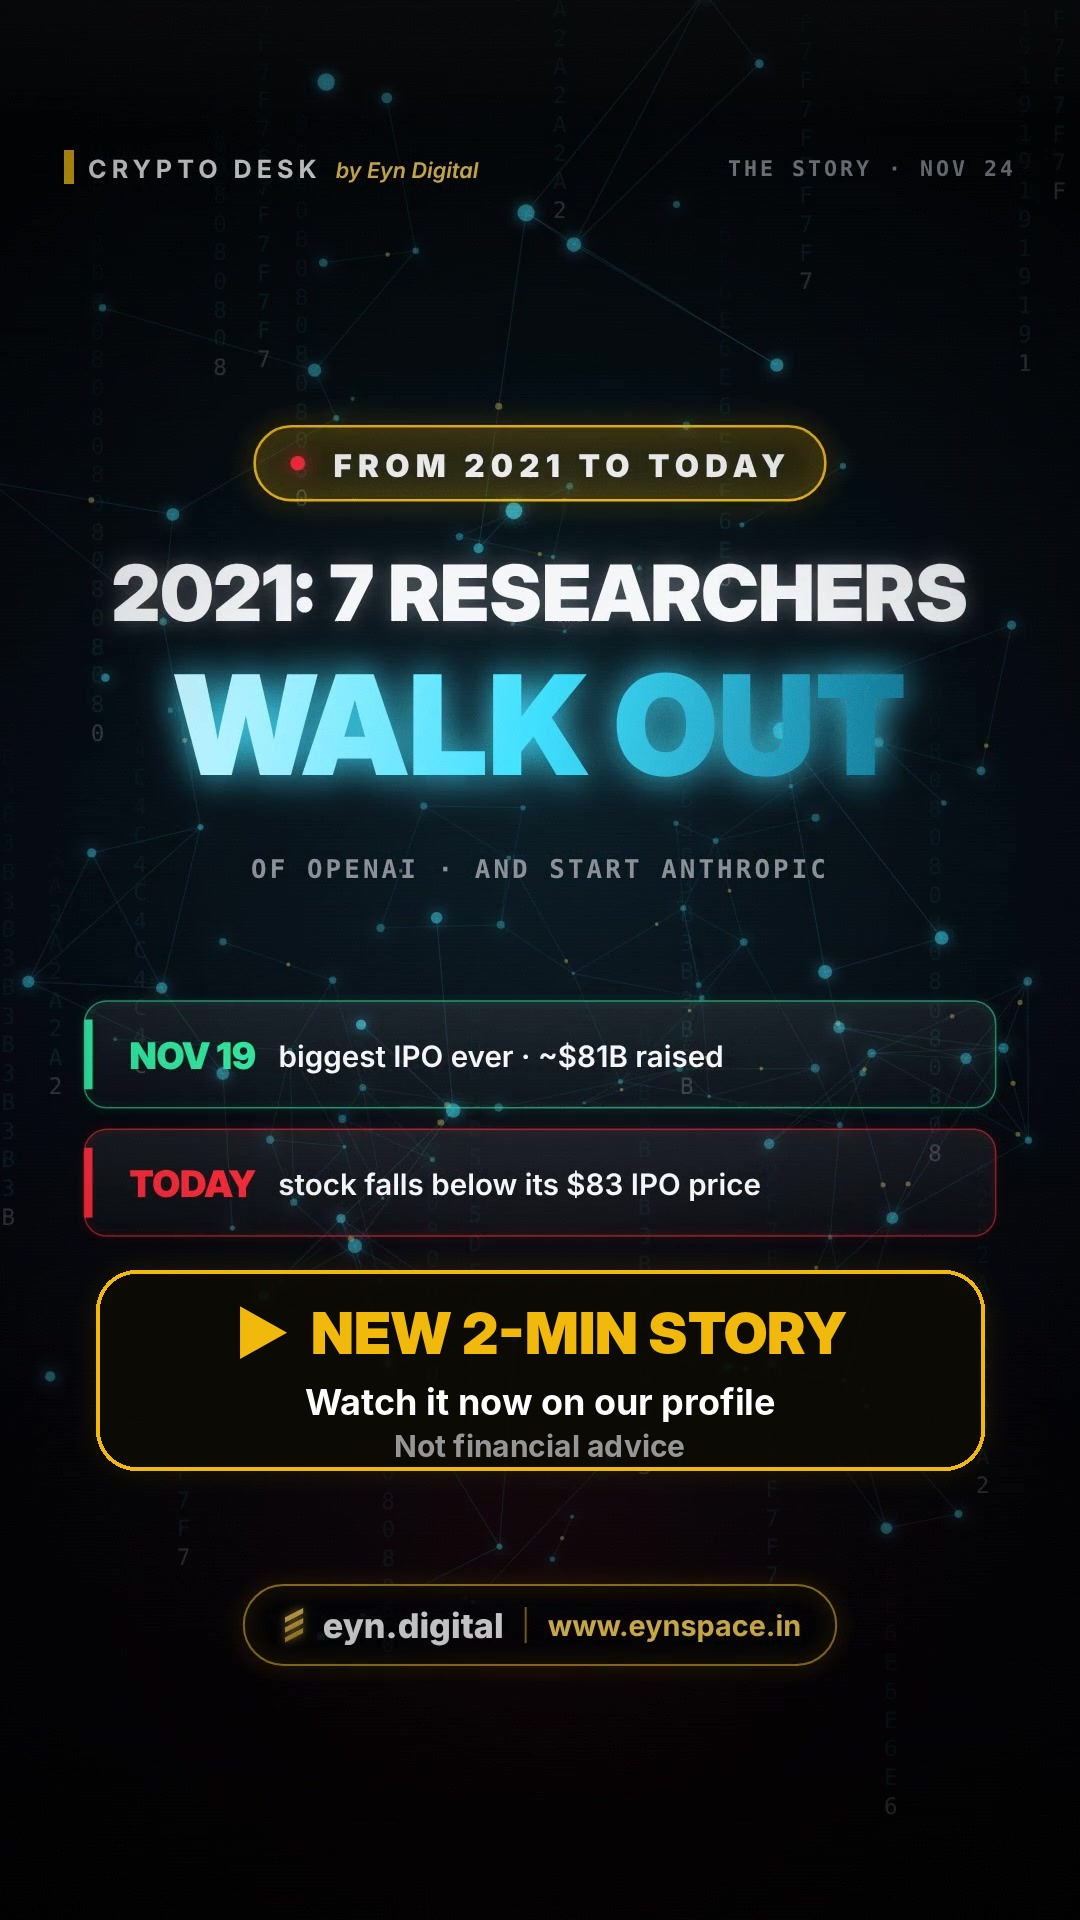 CRYPTO DESK by Eyn Digital
THE STORY · NOV 24
FROM 2021 TO TODAY
2021: 7 RESEARCHERS
WALK OUT
OF OPENAI · AND START ANTHROPIC
NOV 19 biggest IPO ever · ~$81B raised
TODAY stock falls below its $83 IPO price
▶ NEW 2-MIN STORY
Watch it now on our profile
Not financial advice
eyn.digital | www.eynspace.in